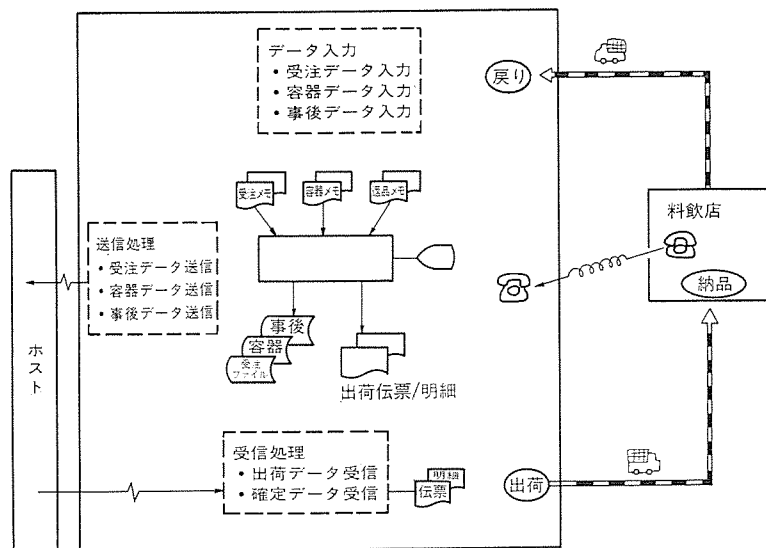 データ入力
・受注データ入力
・容器データ入力
・事後データ入力
戻り
受注メモ
容器メモ
返品メモ
料飲店
納品
送信処理
・受注データ送信
・容器データ送信
・事後データ送信
事後
容器
受注
ファイル
出荷伝票/明細
ホスト
受信処理
・出荷データ受信
・確定データ受信
明細
伝票
出荷